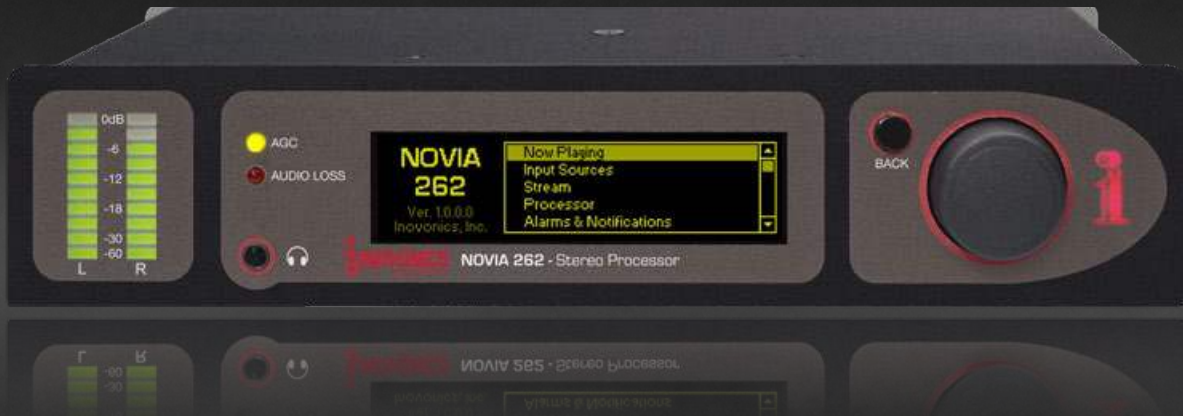 0dB
-6
-12
-18
-30
-60
L R
AGC
AUDIO LOSS
NOVIA
262
Ver. 1.0.0.0
Inovonics, Inc.
Now Playing
Input Sources
Stream
Processor
Alarms & Notifications
INOVONICS NOVIA 262 - Stereo Processor
BACK